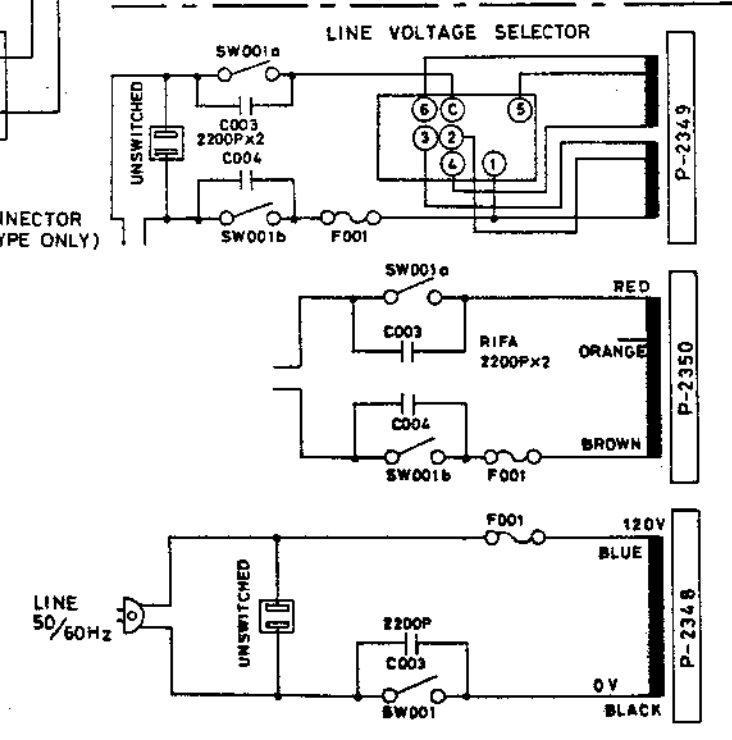 LINE VOLTAGE SELECTOR
SW001a
UNSWITCHED
C003
2200P×2
C004
6 C 5
3 2
4 1
P-2349
NNECTOR
YPE ONLY)
SW001b
F001
SW001a
RED
C003
RIFA
2200P×2
ORANGE
P-2350
C004
BROWN
SW001b
F001
F001
120V
BLUE
UNSWITCHED
LINE
50/60Hz
2200P
C003
P-2348
0V
SW001
BLACK